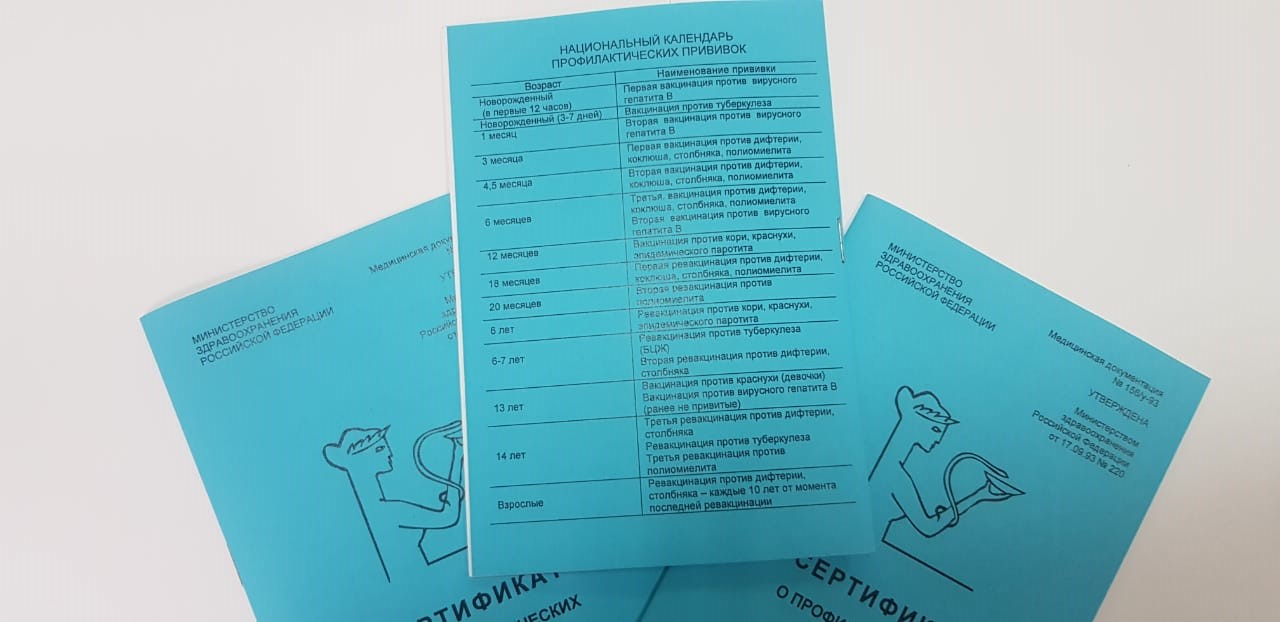 НАЦИОНАЛЬНЫЙ КАЛЕНДАРЬ
ПРОФИЛАКТИЧЕСКИХ ПРИВИВОК
Возраст
Наименование прививки
Новорожденный
(в первые 12 часов)
Первая вакцинация против вирусного
гепатита В
Новорожденный (3-7 дней)
Вакцинация против туберкулеза
1 месяц
Вторая вакцинация против вирусного
гепатита В
3 месяца
Первая вакцинация против дифтерии,
коклюша, столбняка, полиомиелита
4,5 месяца
Вторая вакцинация против дифтерии,
коклюша, столбняка, полиомиелита
6 месяцев
Третья. вакцинация против дифтерии,
коклюша, столбняка, полиомиелита
Вторая вакцинация против вирусного
гепатита В
12 месяцев
Вакцинация против кори, краснухи,
эпидемического паротита
18 месяцев
Первая ревакцинация против дифтерии,
коклюша, столбняка, полиомиелита
20 месяцев
Вторая ревакцинация против
полиомиелита
6 лет
Ревакцинация против кори, краснухи,
эпидемического паротита
6-7 лет
Ревакцинация против туберкулеза
(БЦЖ)
Вторая ревакцинация против дифтерии,
столбняка
13 лет
Вакцинация против краснухи (девочки)
Вакцинация против вирусного гепатита В
(ранее не привитые)
14 лет
Третья ревакцинация против дифтерии,
столбняка
Ревакцинация против туберкулеза
Третья ревакцинация против
полиомиелита
Взрослые
Ревакцинация против дифтерии,
столбняка – каждые 10 лет от момента
последней ревакцинации
МИНИСТЕРСТВО
ЗДРАВООХРАНЕНИЯ
РОССИЙСКОЙ ФЕДЕРАЦИИ
Медицинская
МИНИСТЕРСТВО
ЗДРАВООХРАНЕНИЯ
РОССИЙСКОЙ ФЕДЕРАЦИИ
Медицинская документация
№ 156/у-93
УТВЕРЖДЕНА
Министерством
здравоохранения
Российской Федерации
от 17.09.93 № 220
СЕРТИФИК
О ПРОФИ